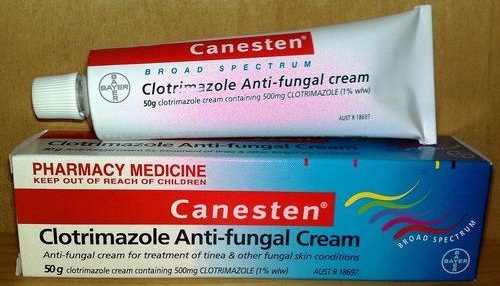 Canesten®
BROAD SPECTRUM
Clotrimazole Anti-fungal cream
50g clotrimazole cream containing 500mg CLOTRIMAZOLE (1% w/w)
BAYER
BAYER
AUST R 18697
PHARMACY MEDICINE
KEEP OUT OF REACH OF CHILDREN
Canesten®
Clotrimazole Anti-fungal Cream
Anti-fungal cream for treatment of tinea & other fungal skin conditions
50g clotrimazole cream containing 500mg CLOTRIMAZOLE (1% w/w)
AUST R 18697
BROAD SPECTRUM
BAYER
BAYER